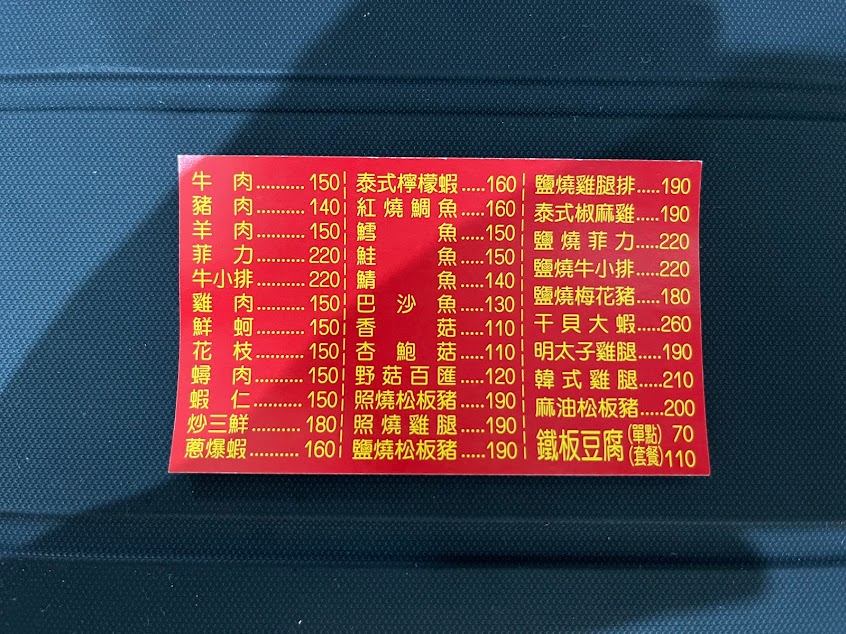 牛肉.......... 150
豬肉.......... 140
羊肉.......... 150
菲力.......... 220
牛小排.......... 220
雞肉.......... 150
鮮蚵.......... 150
花枝.......... 150
蟳肉.......... 150
蝦仁.......... 150
炒三鮮.......... 180
蔥爆蝦.......... 160
泰式檸檬蝦.....160
紅燒鯛魚.....160
鱈魚.....150
鮭魚.....150
鯖魚.....140
巴沙魚.....130
香菇.....110
杏鮑菇.....110
野菇百匯.....120
照燒松板豬.....190
照燒雞腿.....190
鹽燒松板豬.....190
鹽燒雞腿排.....190
泰式椒麻雞.....190
鹽燒菲力.....220
鹽燒牛小排.....220
鹽燒梅花豬.....180
干貝大蝦.....260
明太子雞腿.....190
韓式雞腿.....210
麻油松板豬.....200
鐵板豆腐(單點) 70
(套餐)110